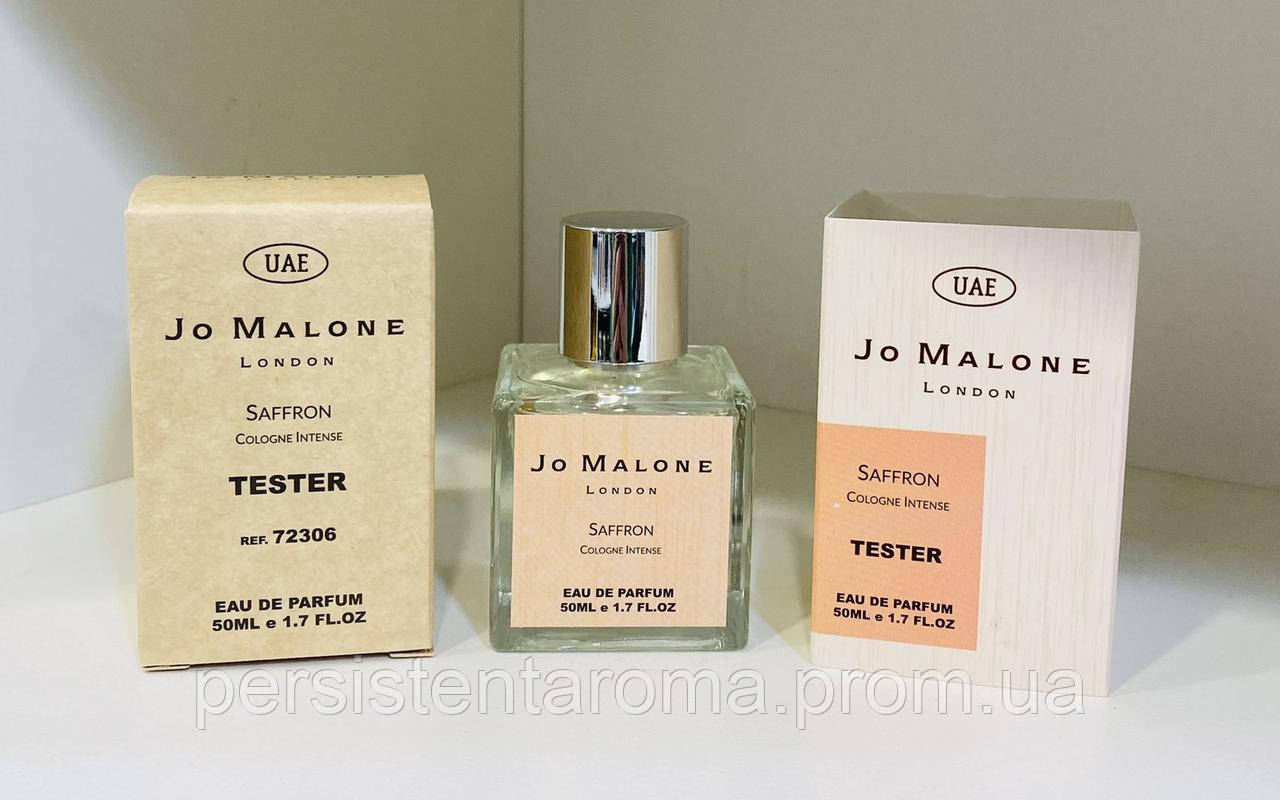 Jo Malone
UAE
Jo Malone
London
Saffron
Cologne Intense
TESTER
REF. 72306
EAU DE PARFUM
50ML e 1.7 FL.OZ
Jo Malone
London
Saffron
Cologne Intense
EAU DE PARFUM
50ML e 1.7 FL.OZ
UAE
Jo Malone
London
Saffron
Cologne Intense
TESTER
EAU DE PARFUM
50ML e 1.7 FL.OZ
persistentaroma.prom.ua